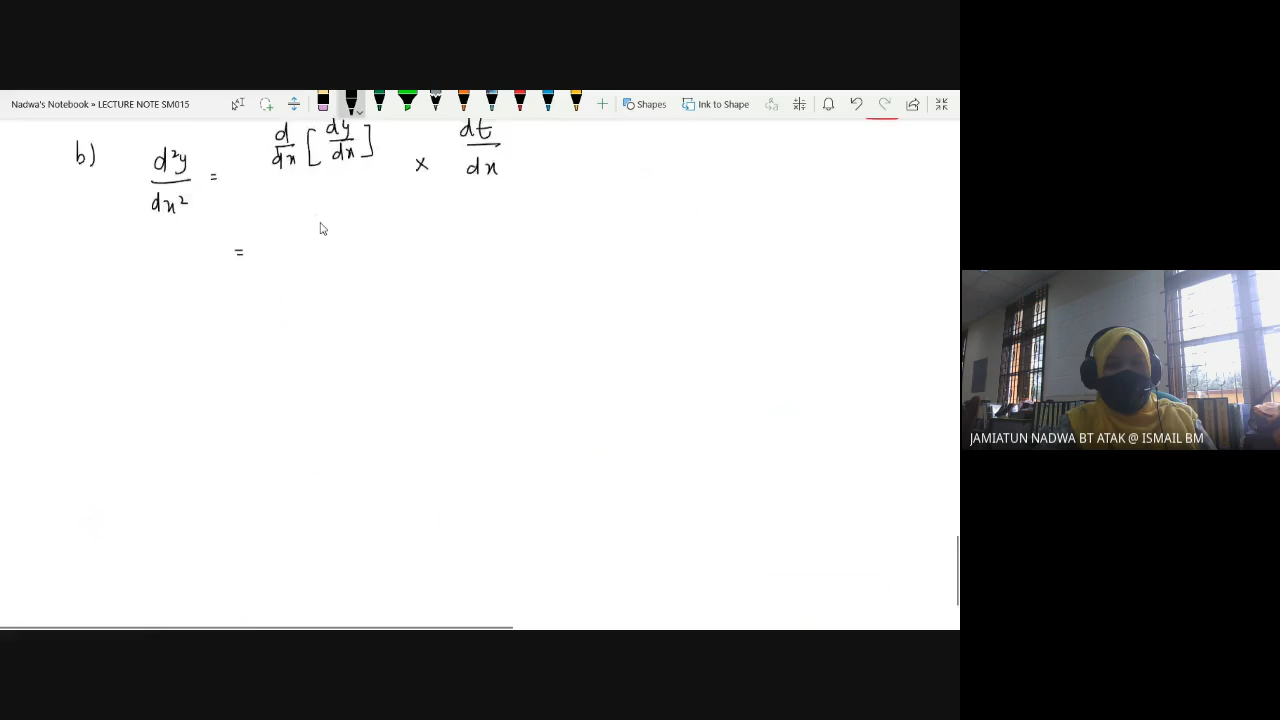 Nadwa's Notebook » LECTURE NOTE SM015
Shapes
Ink to Shape
b) d²y/dx² = d/dx [dy/dx] × dt/dx
=
JAMIATUN NADWA BT ATAK @ ISMAIL BM